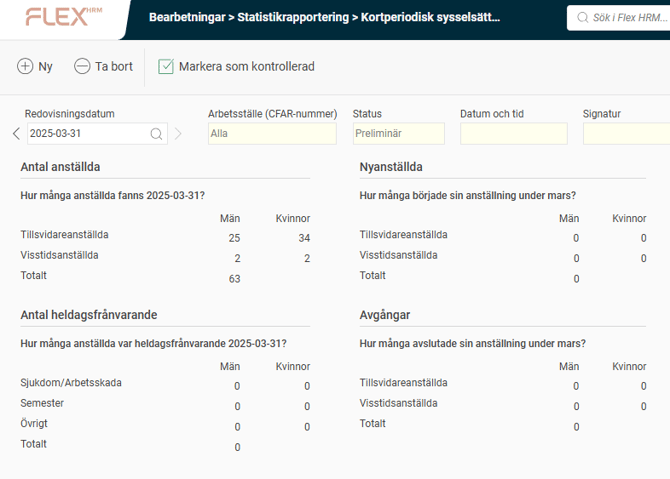 FLEX HRM
Bearbetningar > Statistikrapportering > Kortperiodisk sysselsätt...
Sök i Flex HRM...
Ny
Ta bort
Markera som kontrollerad
Redovisningsdatum
Arbetsställe (CFAR-nummer)
Status
Datum och tid
Signatur
2025-03-31
Alla
Preliminär
Antal anställda
Hur många anställda fanns 2025-03-31?
Män Kvinnor
Tillsvidareanställda 25 34
Visstidsanställda 2 2
Totalt 63
Nyanställda
Hur många började sin anställning under mars?
Män Kvinnor
Tillsvidareanställda 0 0
Visstidsanställda 0 0
Totalt 0
Antal heldagsfrånvarande
Hur många anställda var heldagsfrånvarande 2025-03-31?
Män Kvinnor
Sjukdom/Arbetsskada 0 0
Semester 0 0
Övrigt 0 0
Totalt 0
Avgångar
Hur många avslutade sin anställning under mars?
Män Kvinnor
Tillsvidareanställda 0 0
Visstidsanställda 0 0
Totalt 0